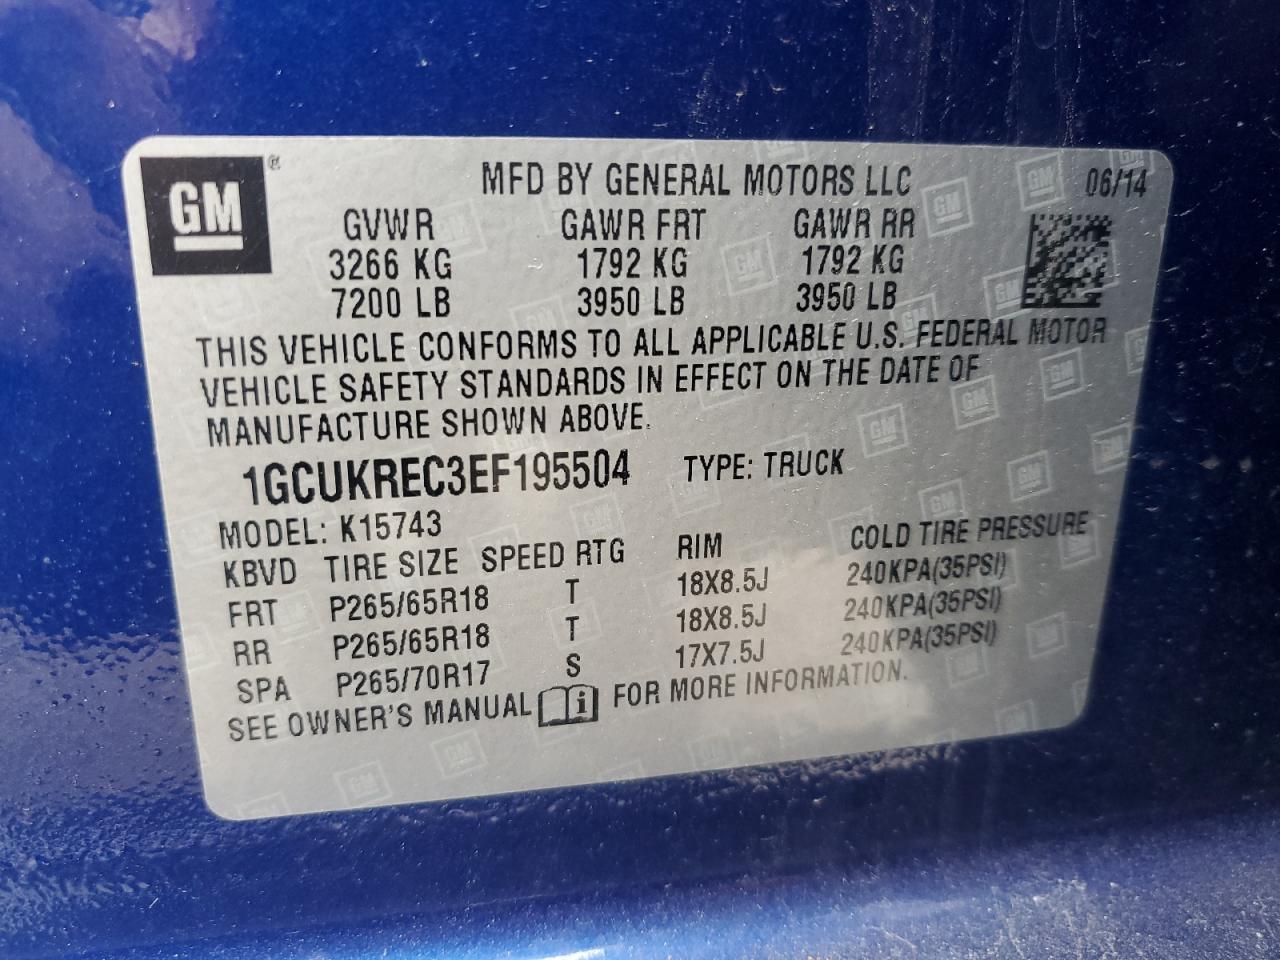 GM®
MFD BY GENERAL MOTORS LLC 06/14
GVWR GAWR FRT GAWR RR
3266 KG 1792 KG 1792 KG
7200 LB 3950 LB 3950 LB
THIS VEHICLE CONFORMS TO ALL APPLICABLE U.S. FEDERAL MOTOR
VEHICLE SAFETY STANDARDS IN EFFECT ON THE DATE OF
MANUFACTURE SHOWN ABOVE.
1GCUKREC3EF195504 TYPE: TRUCK
MODEL: K15743
KBVD TIRE SIZE SPEED RTG RIM COLD TIRE PRESSURE
FRT P265/65R18 T 18X8.5J 240KPA(35PSI)
RR P265/65R18 T 18X8.5J 240KPA(35PSI)
SPA P265/70R17 S 17X7.5J 240KPA(35PSI)
SEE OWNER'S MANUAL i FOR MORE INFORMATION.